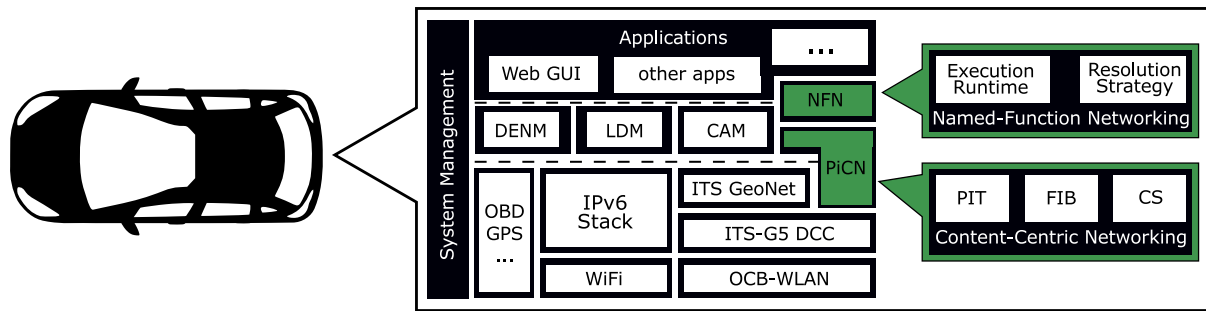 System Management
Applications
...
Web GUI
other apps
NFN
DENM
LDM
CAM
PiCN
OBD
GPS
...
IPv6
Stack
ITS GeoNet
ITS-G5 DCC
WiFi
OCB-WLAN
Execution
Runtime
Resolution
Strategy
Named-Function Networking
PIT
FIB
CS
Content-Centric Networking